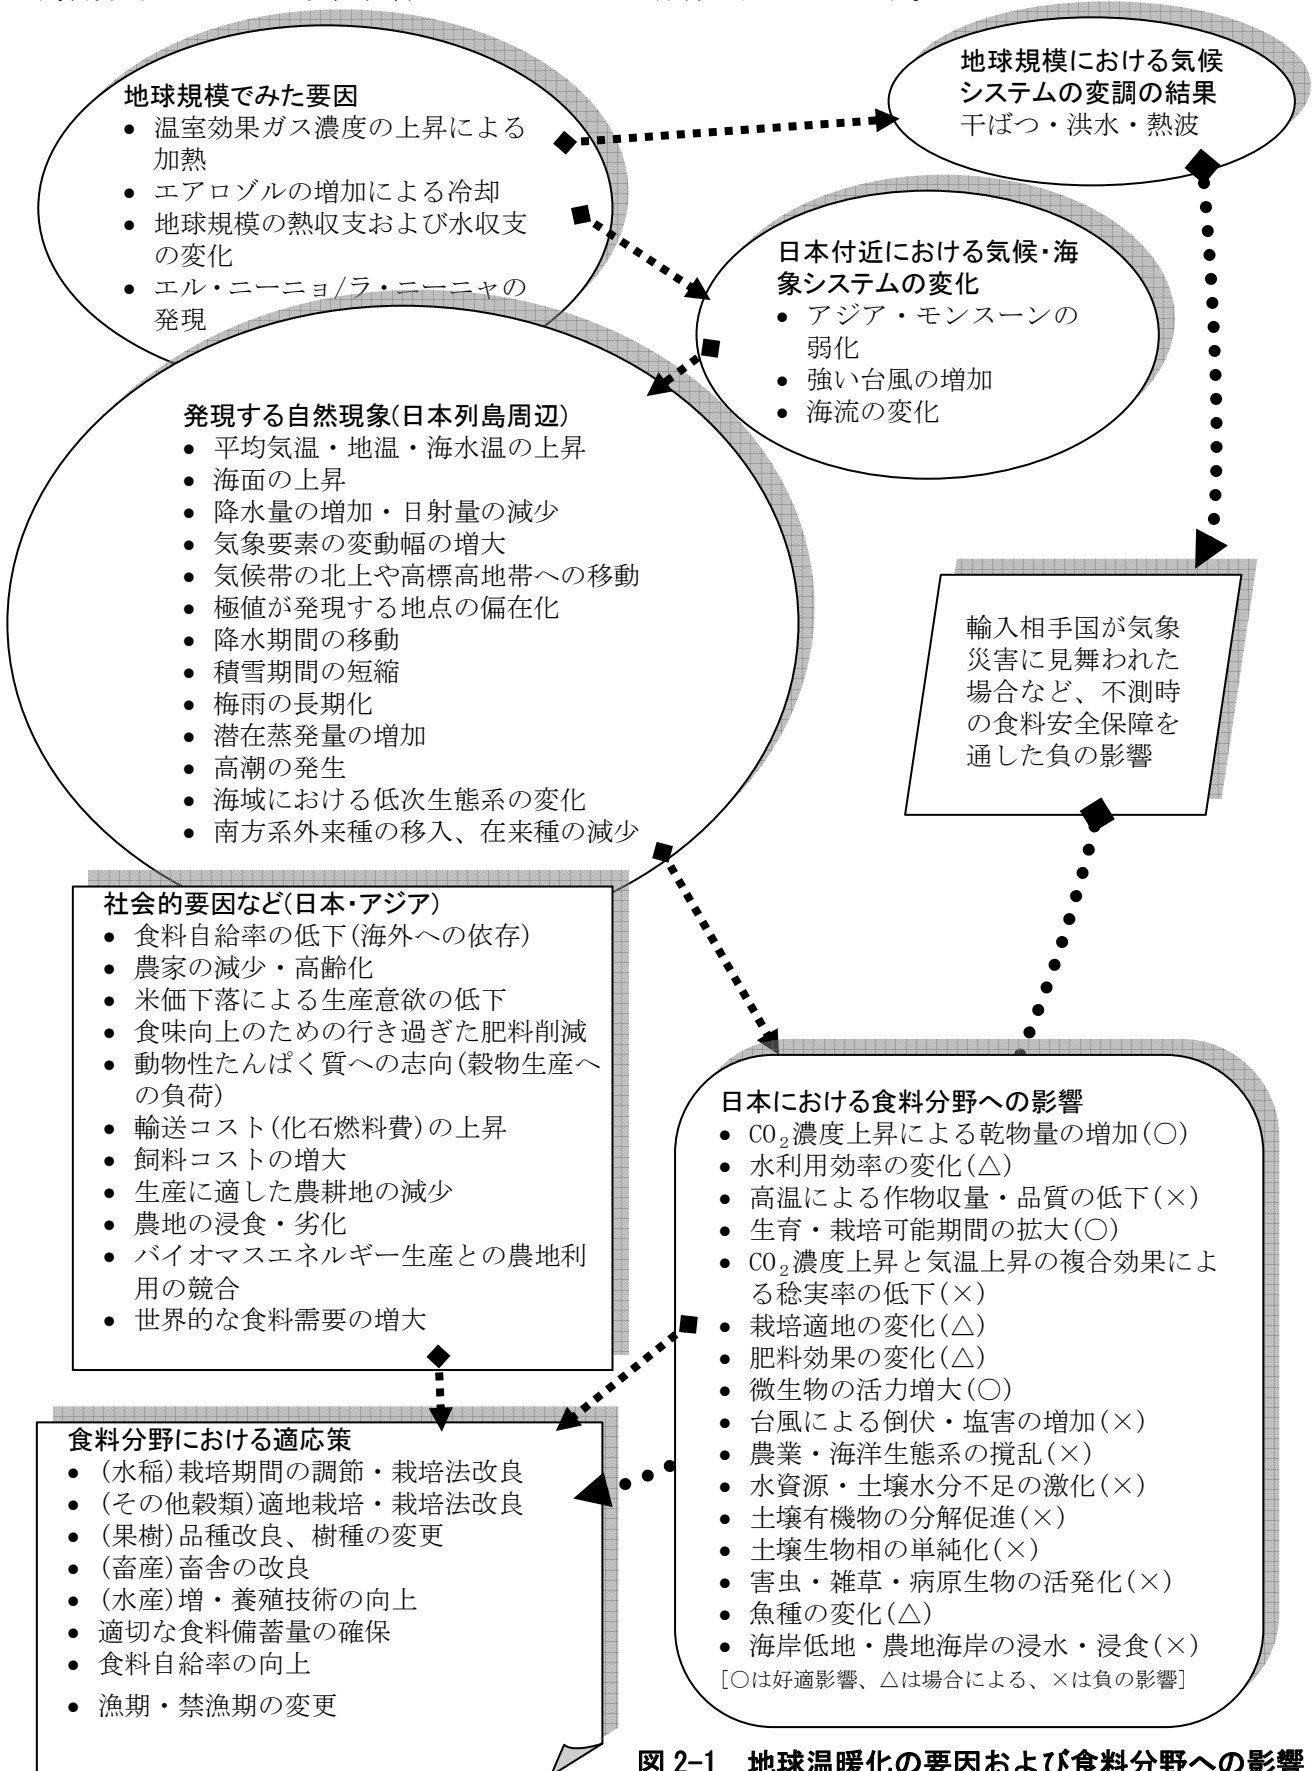 地球規模でみた要因
• 温室効果ガス濃度の上昇による
加熱
• エアロゾルの増加による冷却
• 地球規模の熱収支および水収支
の変化
• エル・ニーニョ/ラ・ニーニャの
発現
地球規模における気候
システムの変調の結果
干ばつ・洪水・熱波
日本付近における気候・海
象システムの変化
• アジア・モンスーンの
弱化
• 強い台風の増加
• 海流の変化
発現する自然現象(日本列島周辺)
• 平均気温・地温・海水温の上昇
• 海面の上昇
• 降水量の増加・日射量の減少
• 気象要素の変動幅の増大
• 気候帯の北上や高標高地帯への移動
• 極値が発現する地点の偏在化
• 降水期間の移動
• 積雪期間の短縮
• 梅雨の長期化
• 潜在蒸発量の増加
• 高潮の発生
• 海域における低次生態系の変化
• 南方系外来種の移入、在来種の減少
輸入相手国が気象
災害に見舞われた
場合など、不測時
の食料安全保障を
通した負の影響
社会的要因など(日本・アジア)
• 食料自給率の低下(海外への依存)
• 農家の減少・高齢化
• 米価下落による生産意欲の低下
• 食味向上のための行き過ぎた肥料削減
• 動物性たんぱく質への志向(穀物生産へ
の負荷)
• 輸送コスト(化石燃料費)の上昇
• 飼料コストの増大
• 生産に適した農耕地の減少
• 農地の浸食・劣化
• バイオマスエネルギー生産との農地利
用の競合
• 世界的な食料需要の増大
日本における食料分野への影響
• CO₂濃度上昇による乾物量の増加(○)
• 水利用効率の変化(△)
• 高温による作物収量・品質の低下(×)
• 生育・栽培可能期間の拡大(○)
• CO₂濃度上昇と気温上昇の複合効果によ
る稔実率の低下(×)
• 栽培適地の変化(△)
• 肥料効果の変化(△)
• 微生物の活力増大(○)
• 台風による倒伏・塩害の増加(×)
• 農業・海洋生態系の撹乱(×)
• 水資源・土壌水分不足の激化(×)
• 土壌有機物の分解促進(×)
• 土壌生物相の単純化(×)
• 害虫・雑草・病原生物の活発化(×)
• 魚種の変化(△)
• 海岸低地・農地海岸の浸水・浸食(×)
[○は好適影響、△は場合による、×は負の影響]
食料分野における適応策
• (水稲)栽培期間の調節・栽培法改良
• (その他穀類)適地栽培・栽培法改良
• (果樹)品種改良、樹種の変更
• (畜産)畜舎の改良
• (水産)増・養殖技術の向上
• 適切な食料備蓄量の確保
• 食料自給率の向上
• 漁期・禁漁期の変更
図 2-1 地球温暖化の要因および食料分野への影響